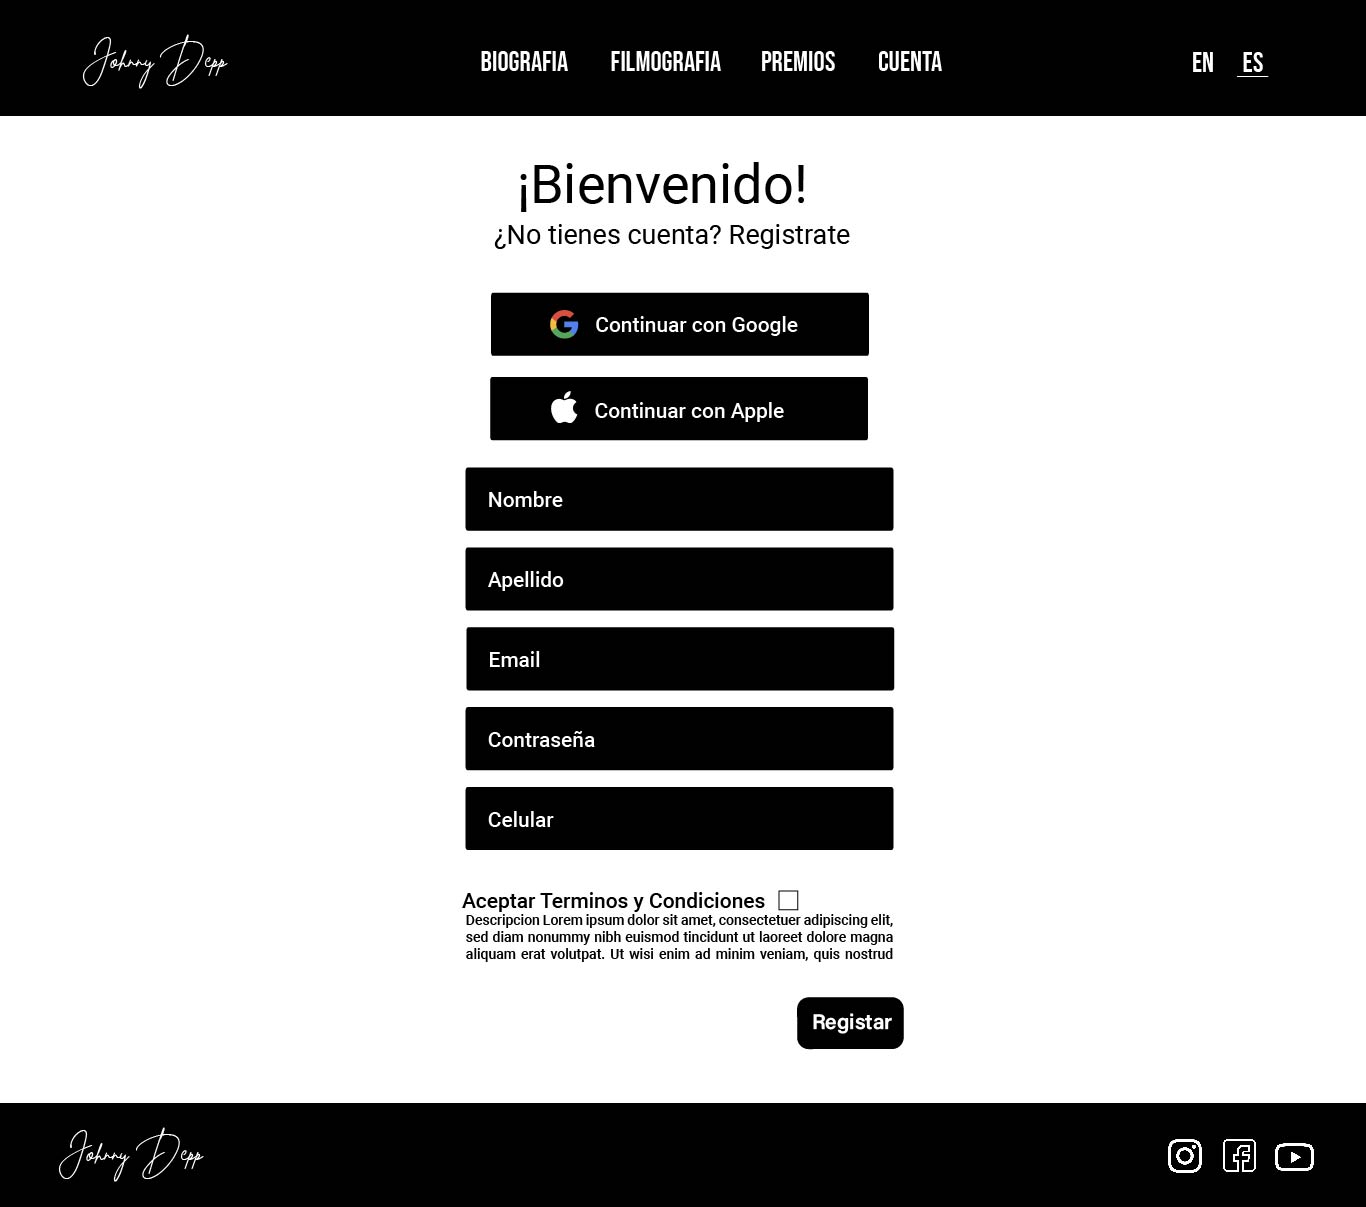 Johnny Depp
BIOGRAFIA FILMOGRAFIA PREMIOS CUENTA
EN ES
¡Bienvenido!
¿No tienes cuenta? Registrate
Continuar con Google
Continuar con Apple
Nombre
Apellido
Email
Contraseña
Celular
Aceptar Terminos y Condiciones
Descripcion Lorem ipsum dolor sit amet, consectetuer adipiscing elit,
sed diam nonummy nibh euismod tincidunt ut laoreet dolore magna
aliquam erat volutpat. Ut wisi enim ad minim veniam, quis nostrud
Registar
Johnny Depp